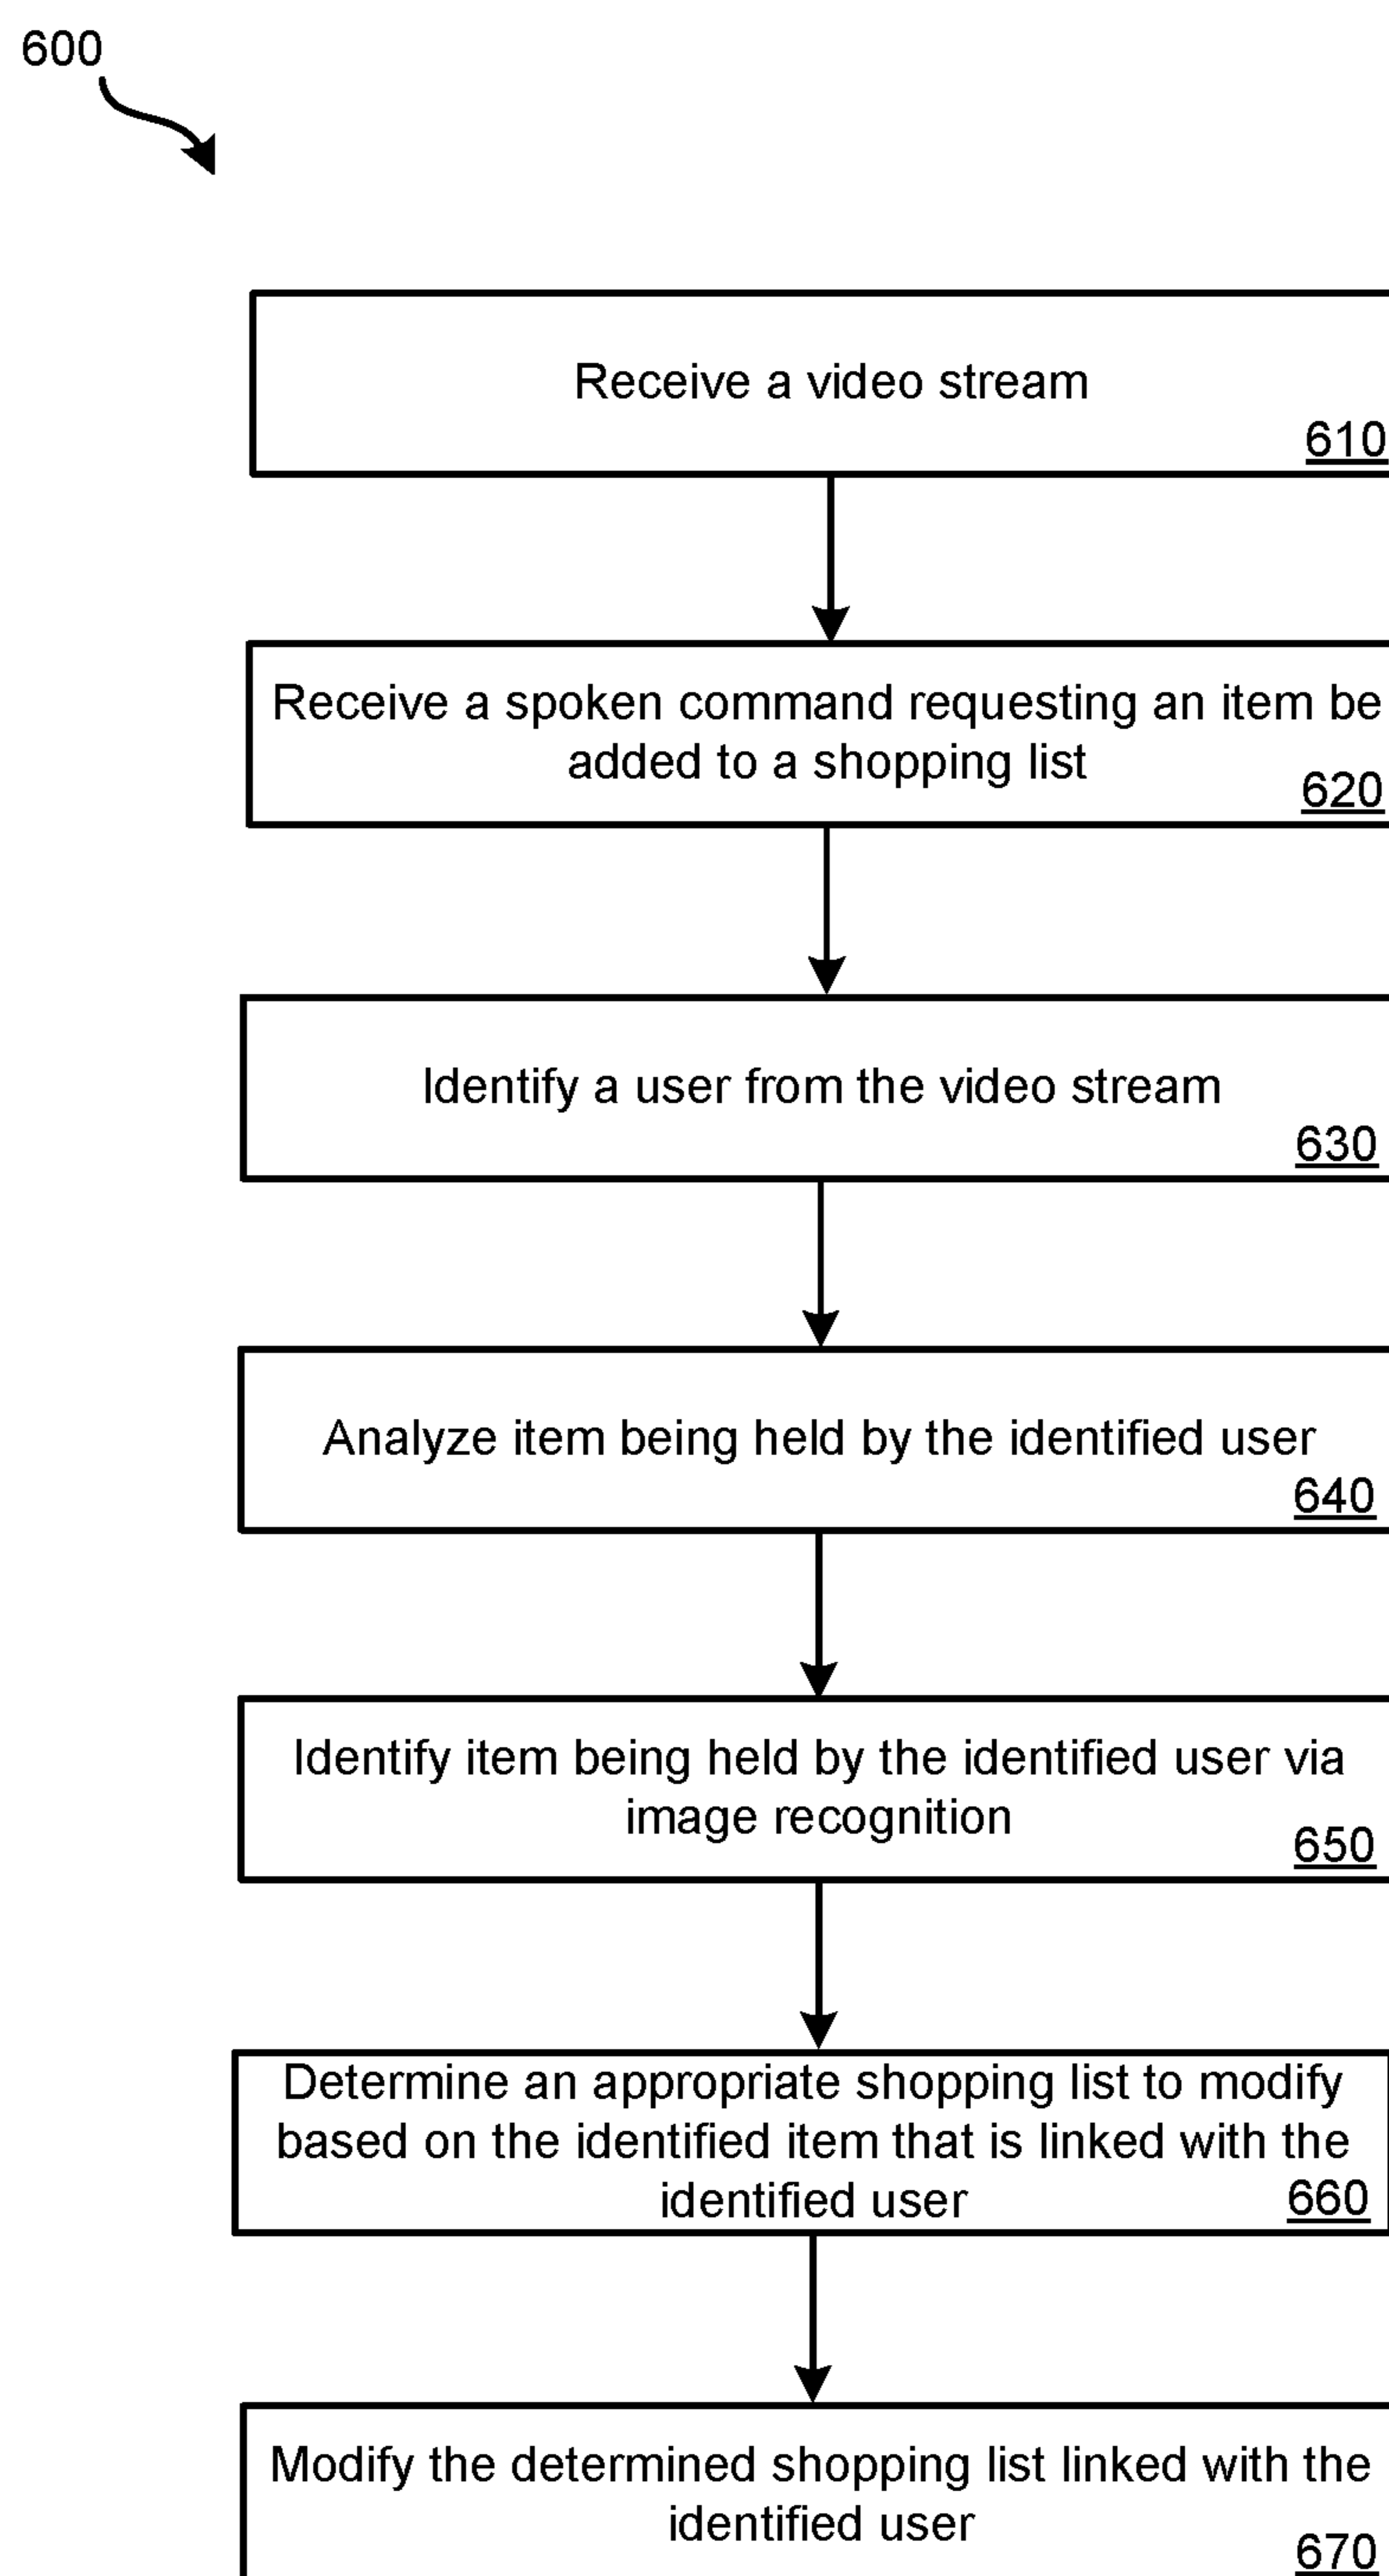 600
Receive a video stream
610
Receive a spoken command requesting an item be
added to a shopping list
620
Identify a user from the video stream
630
Analyze item being held by the identified user
640
Identify item being held by the identified user via
image recognition
650
Determine an appropriate shopping list to modify
based on the identified item that is linked with the
identified user
660
Modify the determined shopping list linked with the
identified user
670